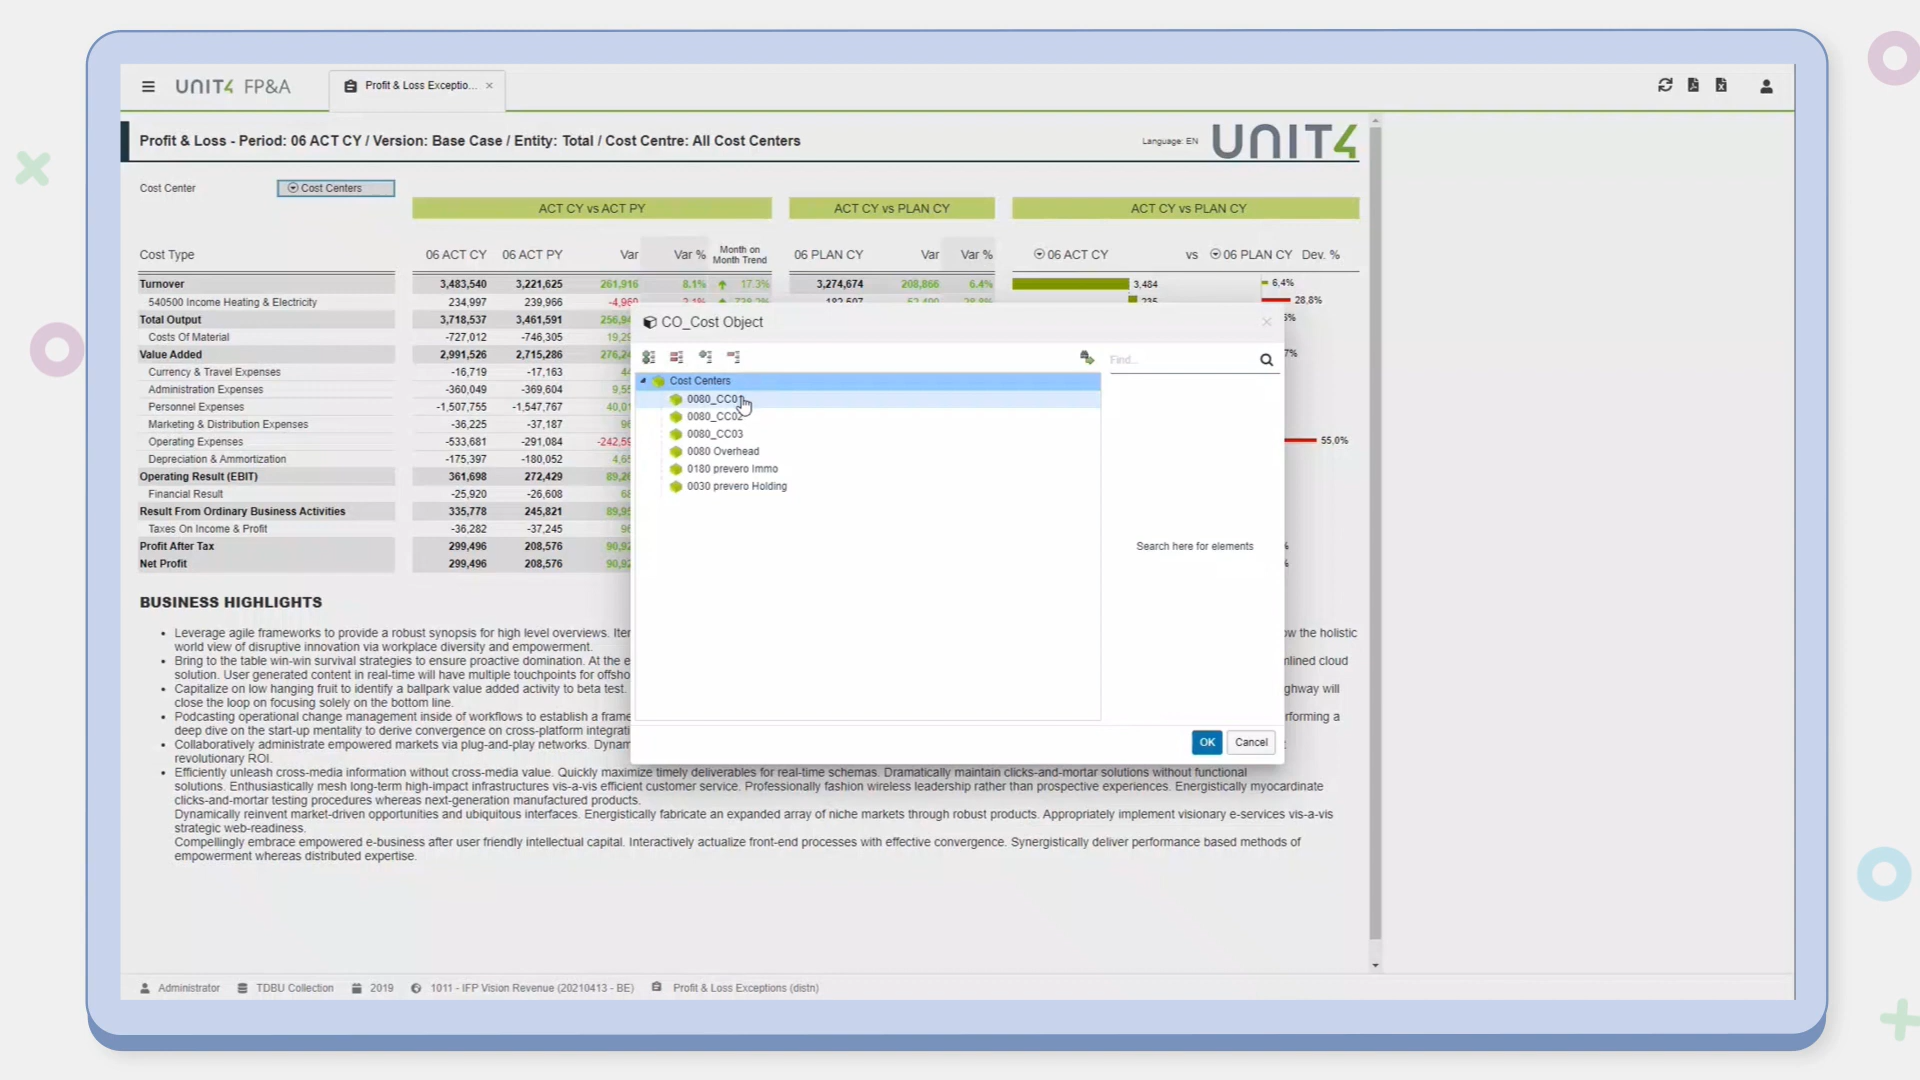 UNIT4 FP&A
Profit & Loss Exceptio...
Profit & Loss - Period: 06 ACT CY / Version: Base Case / Entity: Total / Cost Centre: All Cost Centers
Language: EN
UNIT4
Cost Center
Cost Centers
ACT CY vs ACT PY
ACT CY vs PLAN CY
ACT CY vs PLAN CY
Cost Type
06 ACT CY 06 ACT PY Var Var % Month on
Month Trend
06 PLAN CY Var Var %
06 ACT CY vs 06 PLAN CY Dev. %
Turnover 3,483,540 3,221,625 261,916 8.1% 17.3% 3,274,674 208,866 6.4% 3,484 6,4%
540500 Income Heating & Electricity 234,997 239,966 -4,969 235 28,8%
Total Output 3,718,537 3,461,591
Costs Of Material -727,012 -746,305
Value Added 2,991,526 2,715,286
Currency & Travel Expenses -16,719 -17,163
Administration Expenses -360,049 -369,604
Personnel Expenses -1,507,755 -1,547,767
Marketing & Distribution Expenses -36,225 -37,187
Operating Expenses -533,681 -291,084 55,0%
Depreciation & Ammortization -175,397 -180,052
Operating Result (EBIT) 361,698 272,429
Financial Result -25,920 -26,608
Result From Ordinary Business Activities 335,778 245,821
Taxes On Income & Profit -36,282 -37,245
Profit After Tax 299,496 208,576
Net Profit 299,496 208,576
CO_Cost Object
Find...
Cost Centers
0080_CC01
0080_CC02
0080_CC03
0080 Overhead
0180 prevero Immo
0030 prevero Holding
Search here for elements
OK
Cancel
BUSINESS HIGHLIGHTS
• Leverage agile frameworks to provide a robust synopsis for high level overviews. the holistic
world view of disruptive innovation via workplace diversity and empowerment.
• Bring to the table win-win survival strategies to ensure proactive domination. At the cloud
solution. User generated content in real-time will have multiple touchpoints for
• Capitalize on low hanging fruit to identify a ballpark value added activity to beta test. will
close the loop on focusing solely on the bottom line.
• Podcasting operational change management inside of workflows to establish a a
deep dive on the start-up mentality to derive convergence on cross-platform
• Collaboratively administrate empowered markets via plug-and-play networks.
revolutionary ROI.
• Efficiently unleash cross-media information without cross-media value. Quickly maximize timely deliverables for real-time schemas. Dramatically maintain clicks-and-mortar solutions without functional
solutions. Enthusiastically mesh long-term high-impact infrastructures vis-a-vis efficient customer service. Professionally fashion wireless leadership rather than prospective experiences. Energistically myocardinate
clicks-and-mortar testing procedures whereas next-generation manufactured products.
Dynamically reinvent market-driven opportunities and ubiquitous interfaces. Energistically fabricate an expanded array of niche markets through robust products. Appropriately implement visionary e-services vis-a-vis
strategic web-readiness.
Compellingly embrace empowered e-business after user friendly intellectual capital. Interactively actualize front-end processes with effective convergence. Synergistically deliver performance based methods of
empowerment whereas distributed expertise.
Administrator TDBU Collection 2019 1011 - IFP Vision Revenue (20210413 - BE) Profit & Loss Exceptions (distn)